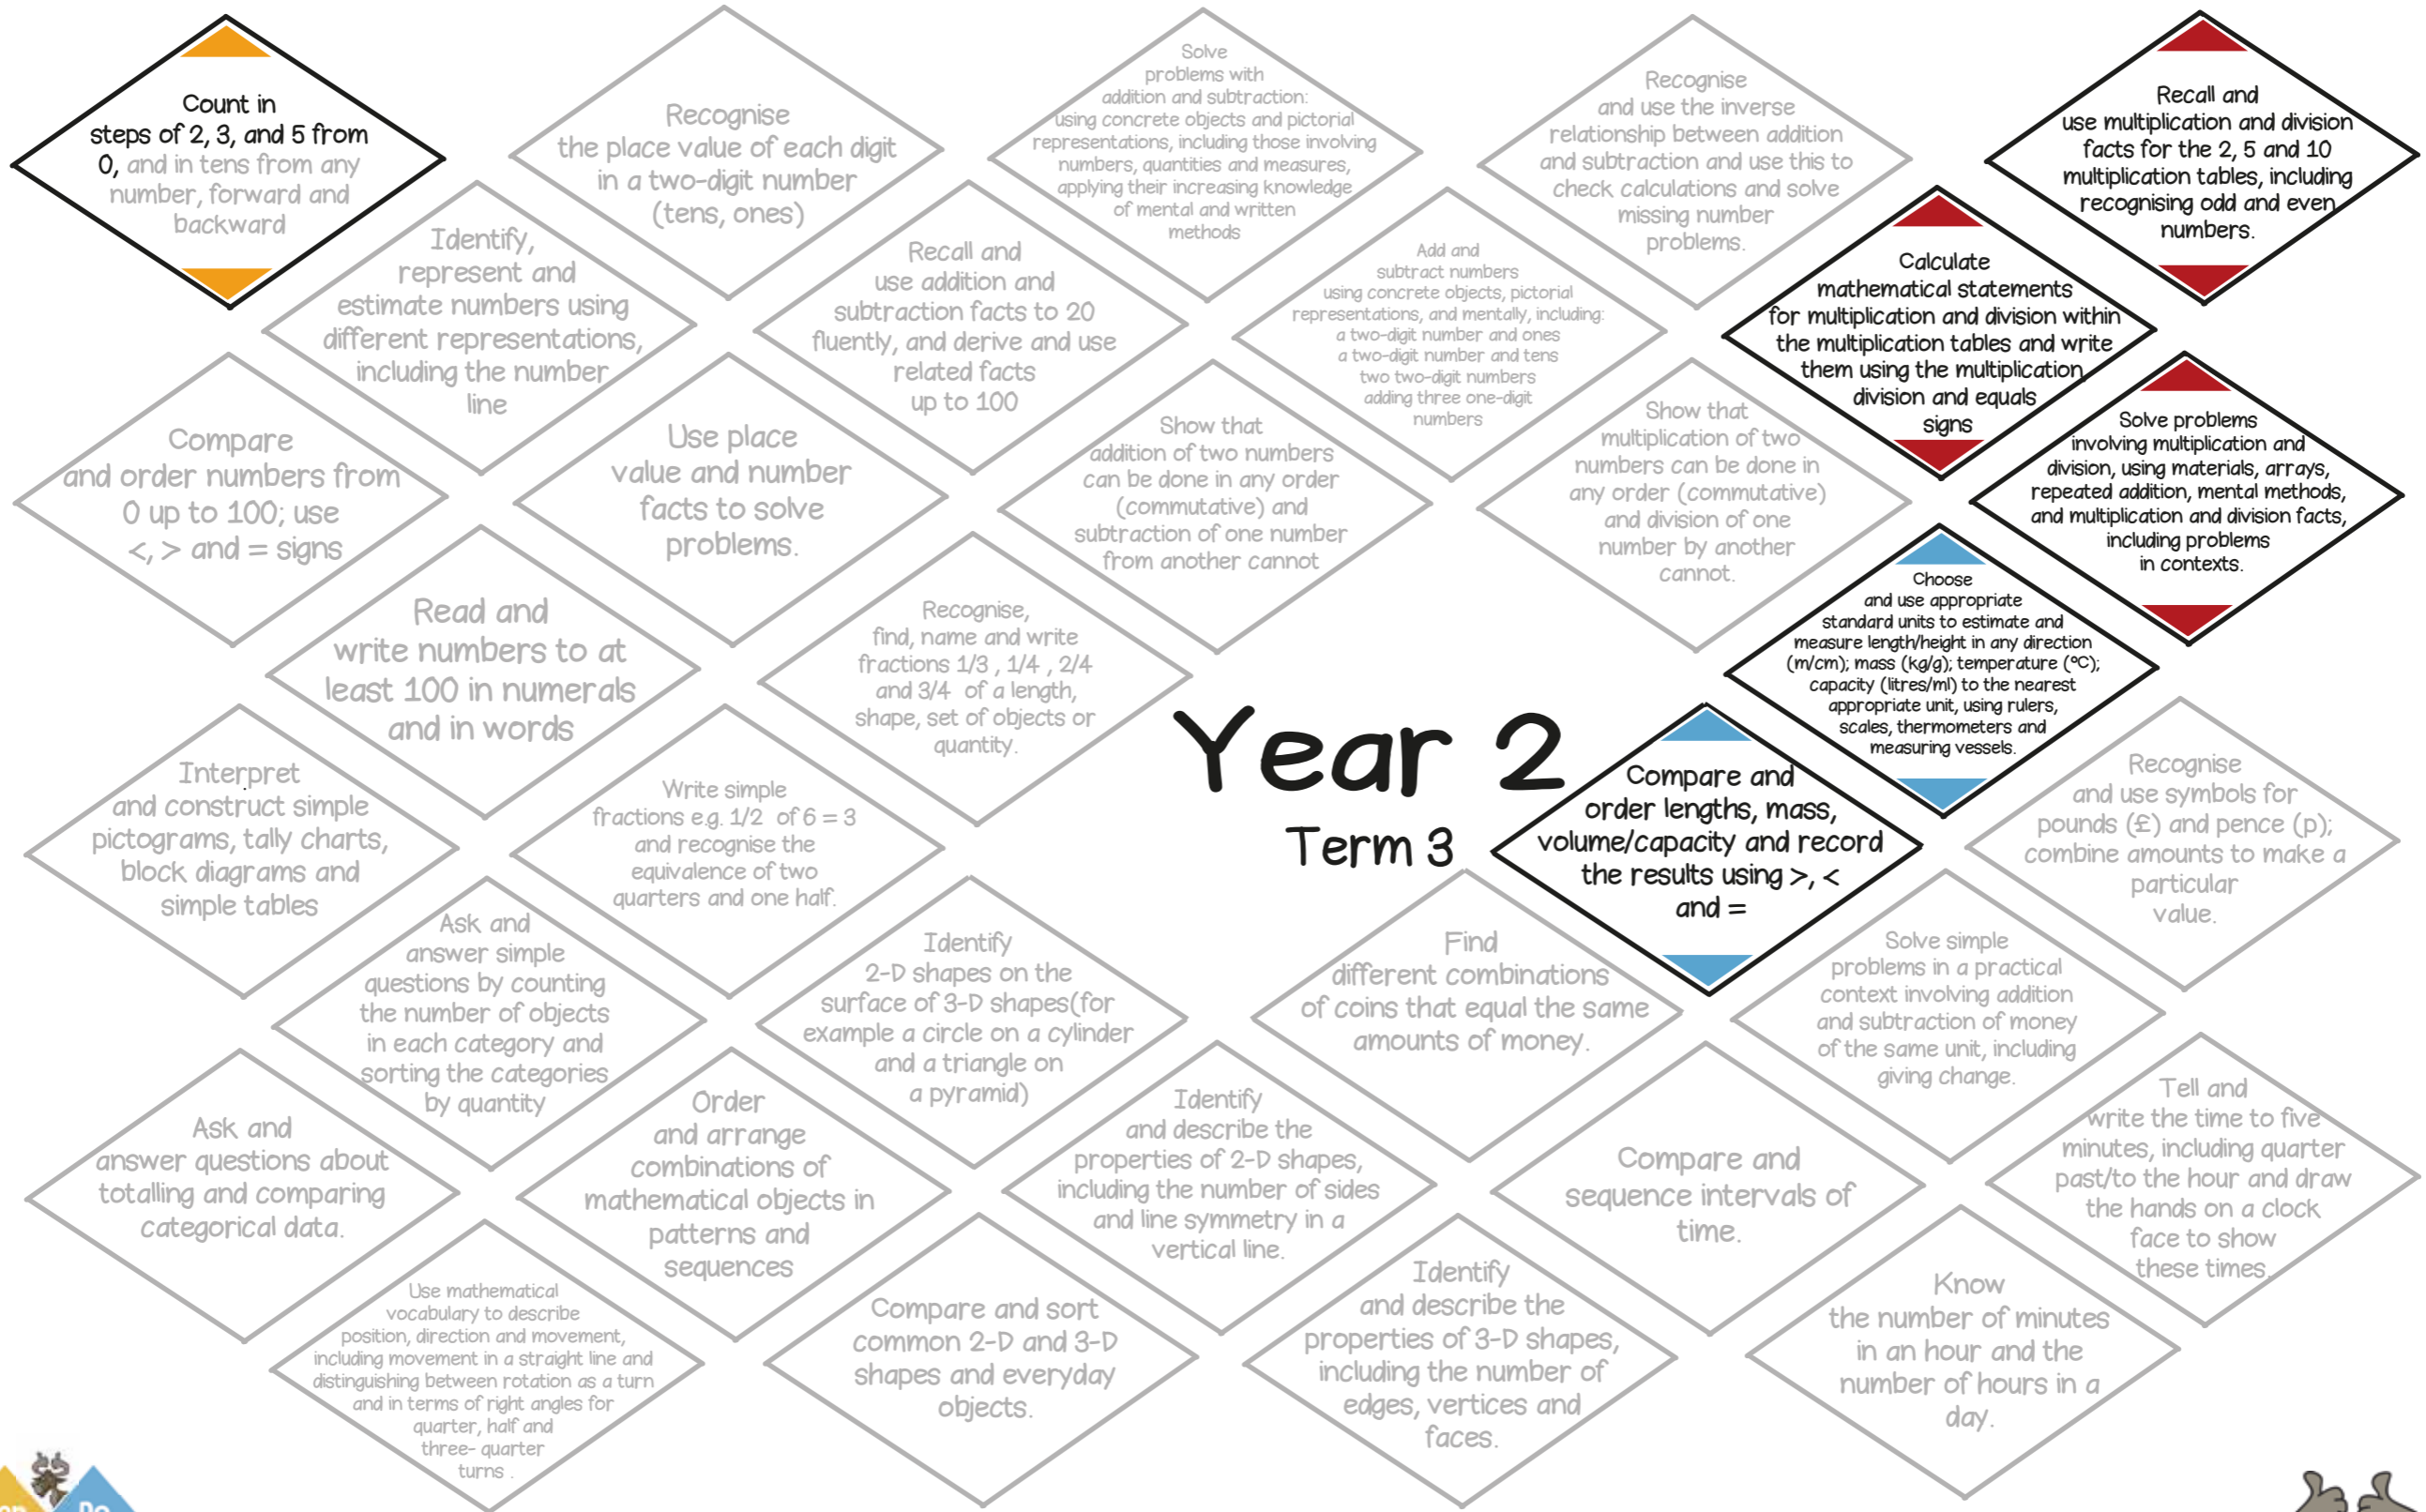 Count in
steps of 2, 3, and 5 from
0, and in tens from any
number, forward and
backward
Recognise
the place value of each digit
in a two-digit number
(tens, ones)
Solve
problems with
addition and subtraction:
using concrete objects and pictorial
representations, including those involving
numbers, quantities and measures,
applying their increasing knowledge
of mental and written
methods
Recognise
and use the inverse
relationship between addition
and subtraction and use this to
check calculations and solve
missing number
problems.
Recall and
use multiplication and division
facts for the 2, 5 and 10
multiplication tables, including
recognising odd and even
numbers.
Identify,
represent and
estimate numbers using
different representations,
including the number
line
Recall and
use addition and
subtraction facts to 20
fluently, and derive and use
related facts
up to 100
Add and
subtract numbers
using concrete objects, pictorial
representations, and mentally, including:
a two-digit number and ones
a two-digit number and tens
two two-digit numbers
adding three one-digit
numbers
Calculate
mathematical statements
for multiplication and division within
the multiplication tables and write
them using the multiplication,
division and equals
signs
Compare
and order numbers from
0 up to 100; use
<, > and = signs
Use place
value and number
facts to solve
problems.
Show that
addition of two numbers
can be done in any order
(commutative) and
subtraction of one number
from another cannot
Show that
multiplication of two
numbers can be done in
any order (commutative)
and division of one
number by another
cannot.
Solve problems
involving multiplication and
division, using materials, arrays,
repeated addition, mental methods,
and multiplication and division facts,
including problems
in contexts.
Read and
write numbers to at
least 100 in numerals
and in words
Recognise,
find, name and write
fractions 1/3 , 1/4 , 2/4
and 3/4 of a length,
shape, set of objects or
quantity.
Choose
and use appropriate
standard units to estimate and
measure length/height in any direction
(m/cm); mass (kg/g); temperature (°C);
capacity (litres/ml) to the nearest
appropriate unit, using rulers,
scales, thermometers and
measuring vessels.
Year 2
Term 3
Interpret
and construct simple
pictograms, tally charts,
block diagrams and
simple tables
Write simple
fractions e.g. 1/2 of 6 = 3
and recognise the
equivalence of two
quarters and one half.
Compare and
order lengths, mass,
volume/capacity and record
the results using >, <
and =
Recognise
and use symbols for
pounds (£) and pence (p);
combine amounts to make a
particular
value.
Ask and
answer simple
questions by counting
the number of objects
in each category and
sorting the categories
by quantity
Identify
2-D shapes on the
surface of 3-D shapes(for
example a circle on a cylinder
and a triangle on
a pyramid)
Find
different combinations
of coins that equal the same
amounts of money.
Solve simple
problems in a practical
context involving addition
and subtraction of money
of the same unit, including
giving change.
Ask and
answer questions about
totalling and comparing
categorical data.
Order
and arrange
combinations of
mathematical objects in
patterns and
sequences
Identify
and describe the
properties of 2-D shapes,
including the number of sides
and line symmetry in a
vertical line.
Compare and
sequence intervals of
time.
Tell and
write the time to five
minutes, including quarter
past/to the hour and draw
the hands on a clock
face to show
these times.
Use mathematical
vocabulary to describe
position, direction and movement,
including movement in a straight line and
distinguishing between rotation as a turn
and in terms of right angles for
quarter, half and
three- quarter
turns .
Compare and sort
common 2-D and 3-D
shapes and everyday
objects.
Identify
and describe the
properties of 3-D shapes,
including the number of
edges, vertices and
faces.
Know
the number of minutes
in an hour and the
number of hours in a
day.